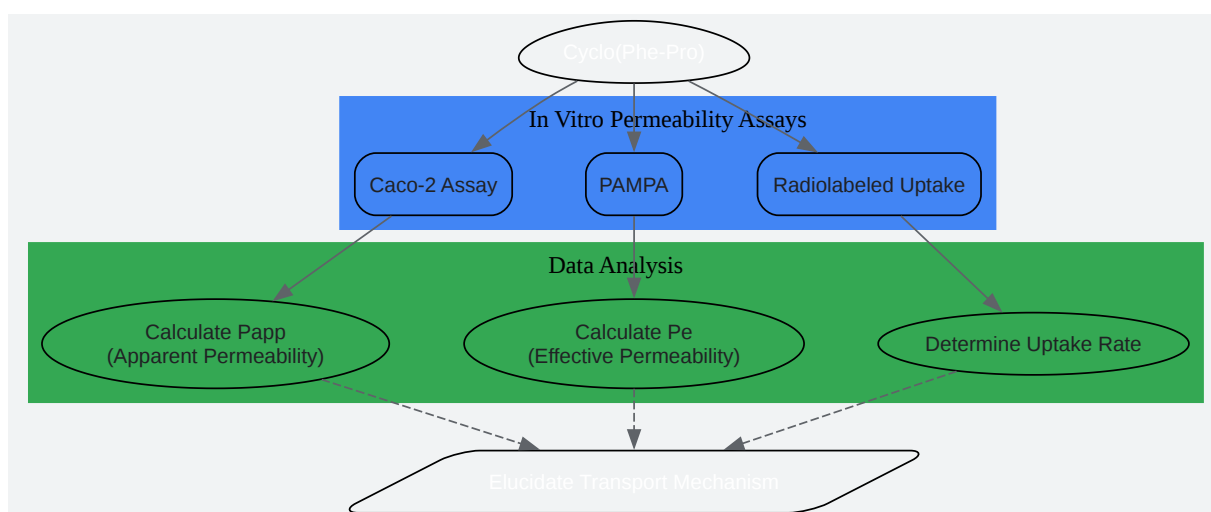 Cyclo(Phe-Pro)
In Vitro Permeability Assays
Caco-2 Assay
PAMPA
Radiolabeled Uptake
Data Analysis
Calculate Papp
(Apparent Permeability)
Calculate Pe
(Effective Permeability)
Determine Uptake Rate
Elucidate Transport Mechanism